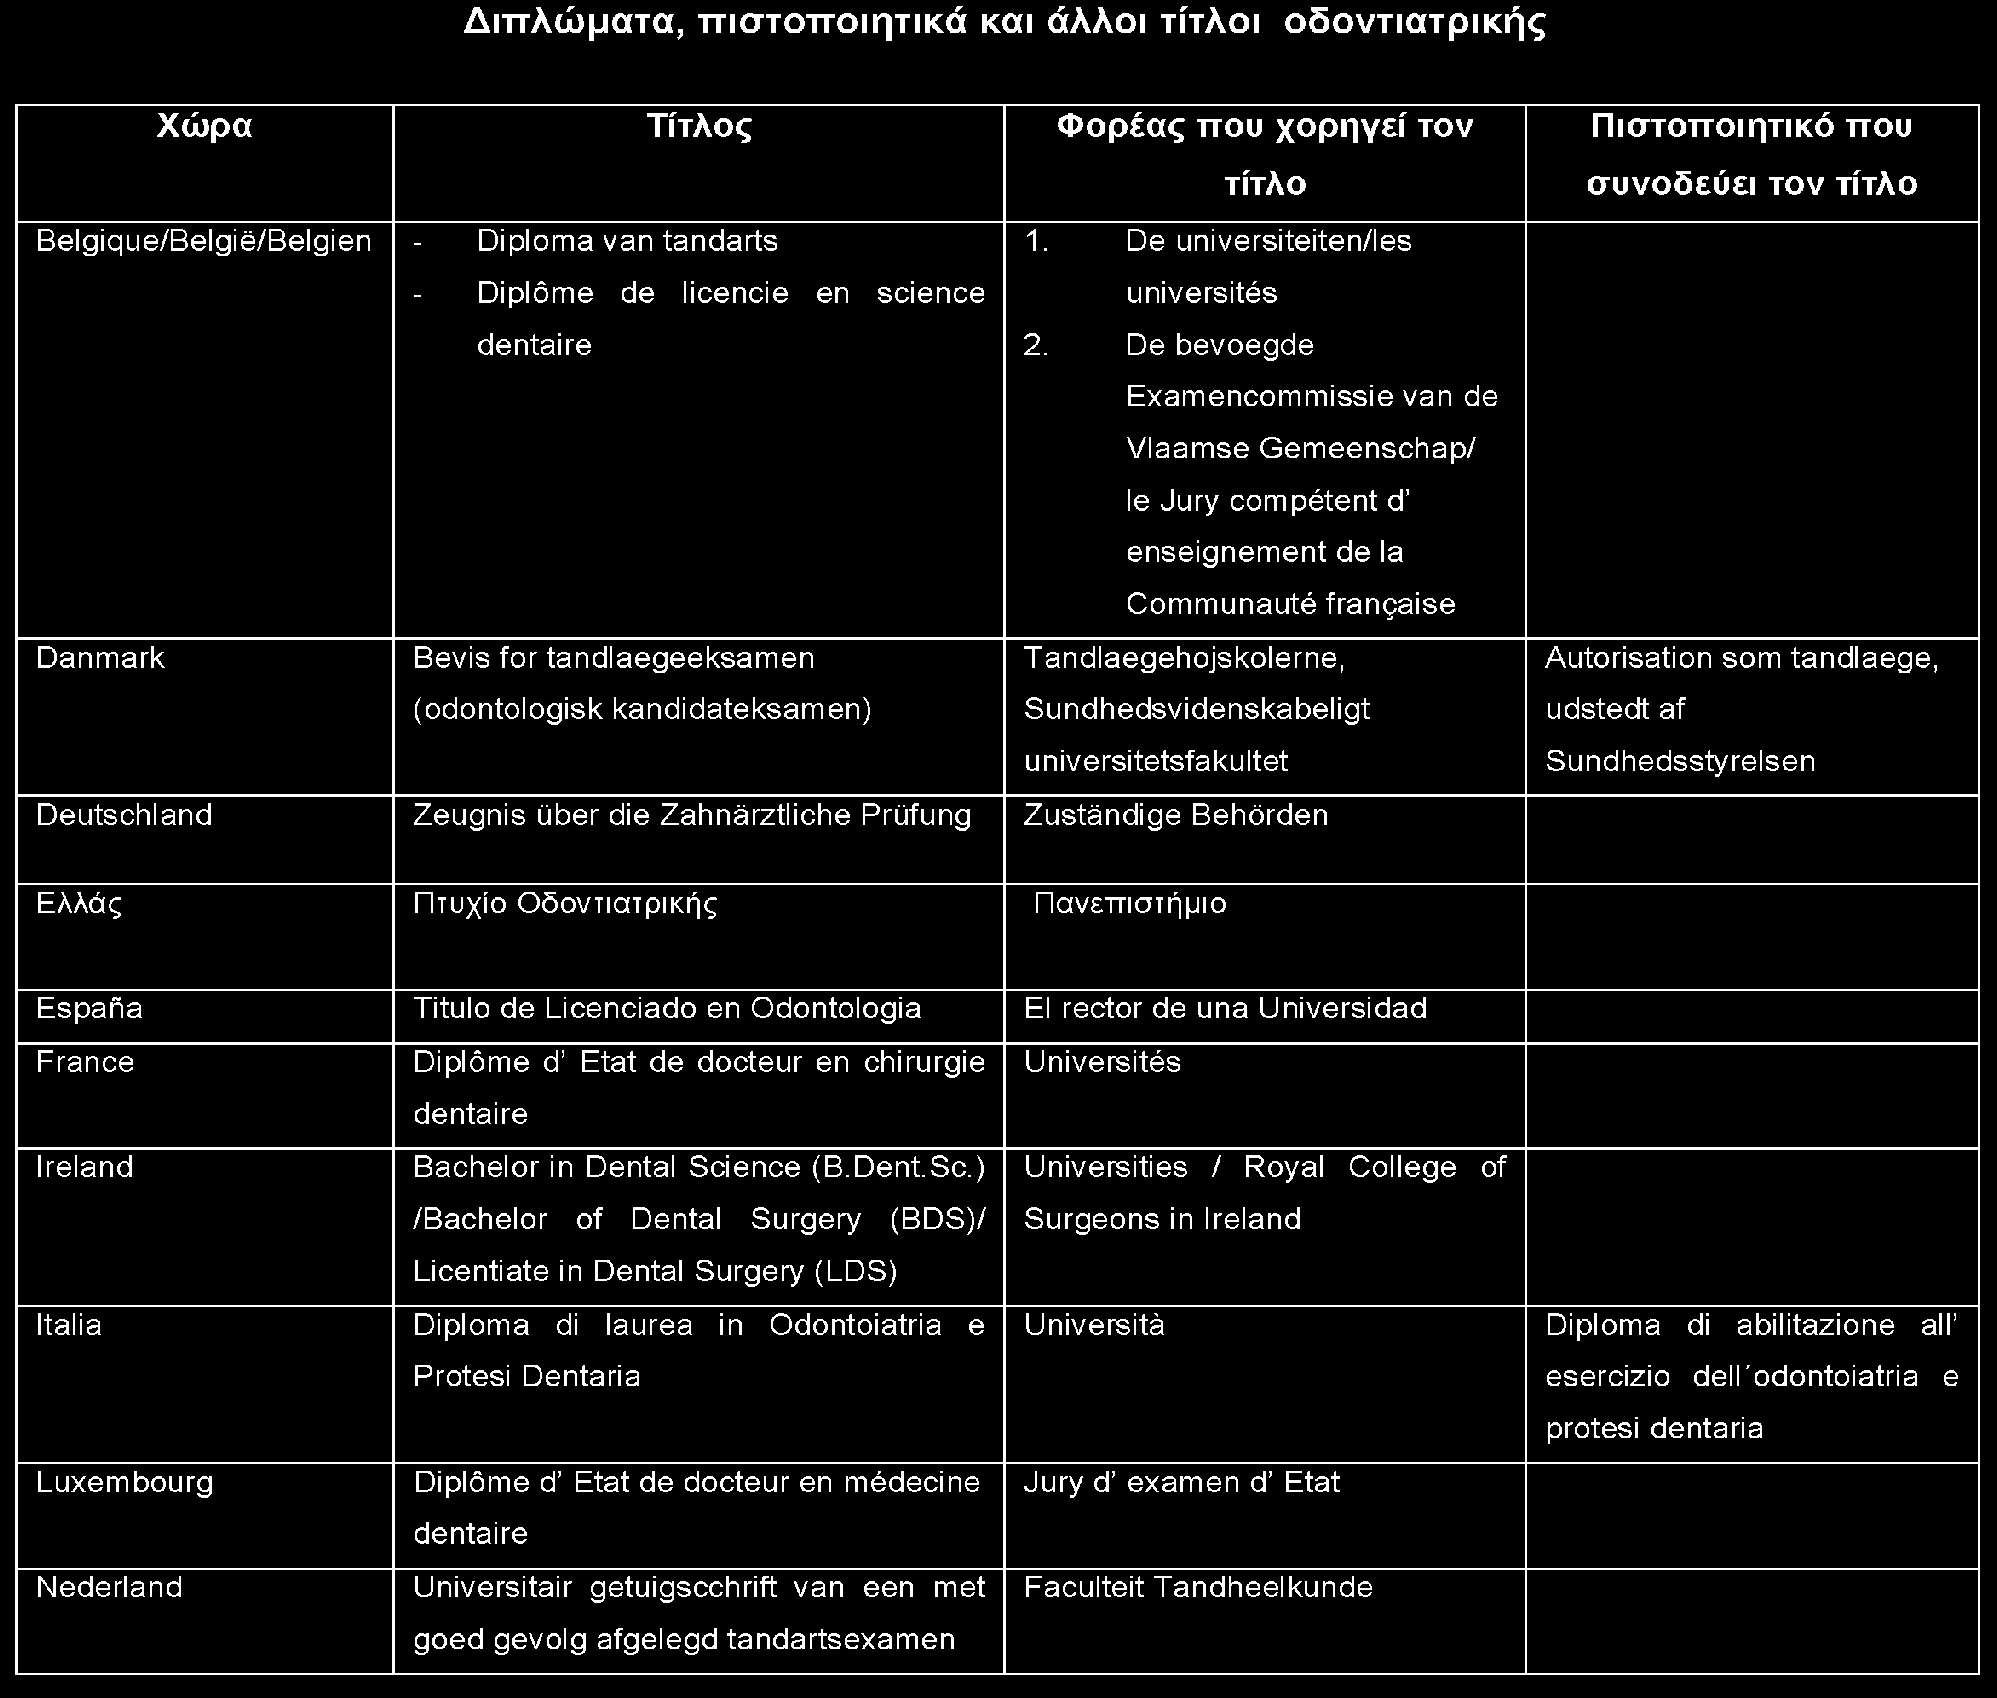 Διπλώματα, πιστοποιητικά και άλλοι τίτλοι οδοντιατρικής
Χώρα
Τίτλος
Φορέας που χορηγεί τον
τίτλο
Πιστοποιητικό που
συνοδεύει τον τίτλο
Belgique/België/Belgien
- Diploma van tandarts
- Diplôme de licencie en science
dentaire
1. De universiteiten/les
universités
2. De bevoegde
Examencommissie van de
Vlaamse Gemeenschap/
le Jury compétent d’
enseignement de la
Communauté française
Danmark
Bevis for tandlaegeeksamen
(odontologisk kandidateksamen)
Tandlaegehojskolerne,
Sundhedsvidenskabeligt
universitetsfakultet
Autorisation som tandlaege,
udstedt af
Sundhedsstyrelsen
Deutschland
Zeugnis über die Zahnärztliche Prüfung
Zuständige Behörden
Ελλάς
Πτυχίο Οδοντιατρικής
Πανεπιστήμιο
España
Titulo de Licenciado en Odontologia
El rector de una Universidad
France
Diplôme d’ Etat de docteur en chirurgie
dentaire
Universités
Ireland
Bachelor in Dental Science (B.Dent.Sc.)
/Bachelor of Dental Surgery (BDS)/
Licentiate in Dental Surgery (LDS)
Universities / Royal College of
Surgeons in Ireland
Italia
Diploma di laurea in Odontoiatria e
Protesi Dentaria
Università
Diploma di abilitazione all’
esercizio dell΄odontoiatria e
protesi dentaria
Luxembourg
Diplôme d’ Etat de docteur en médecine
dentaire
Jury d’ examen d’ Etat
Nederland
Universitair getuigscchrift van een met
goed gevolg afgelegd tandartsexamen
Faculteit Tandheelkunde